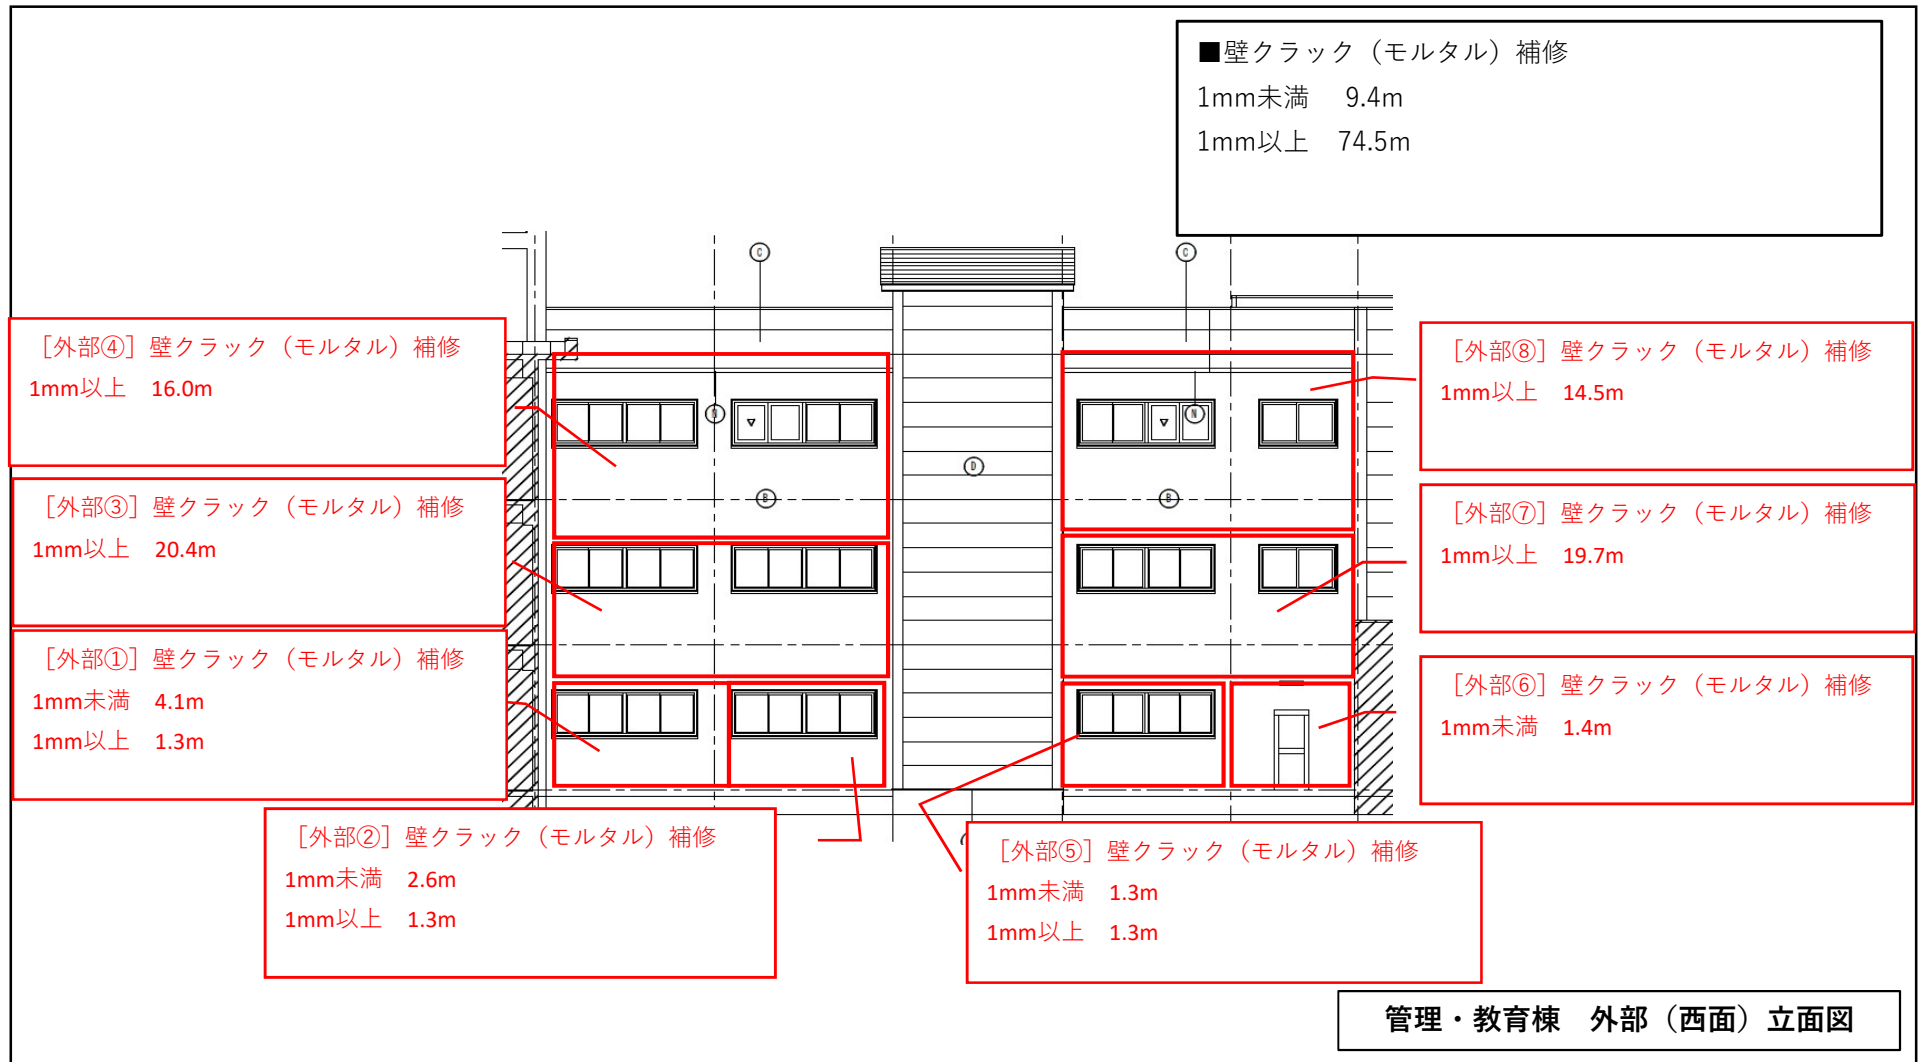 ■壁クラック（モルタル）補修
1mm未満　9.4m
1mm以上　74.5m
C
C
［外部④］壁クラック（モルタル）補修
1mm以上　16.0m
［外部⑧］壁クラック（モルタル）補修
1mm以上　14.5m
N
N
D
B
B
［外部③］壁クラック（モルタル）補修
1mm以上　20.4m
［外部⑦］壁クラック（モルタル）補修
1mm以上　19.7m
［外部①］壁クラック（モルタル）補修
1mm未満　4.1m
1mm以上　1.3m
［外部⑥］壁クラック（モルタル）補修
1mm未満　1.4m
［外部②］壁クラック（モルタル）補修
1mm未満　2.6m
1mm以上　1.3m
［外部⑤］壁クラック（モルタル）補修
1mm未満　1.3m
1mm以上　1.3m
管理・教育棟　外部（西面）立面図